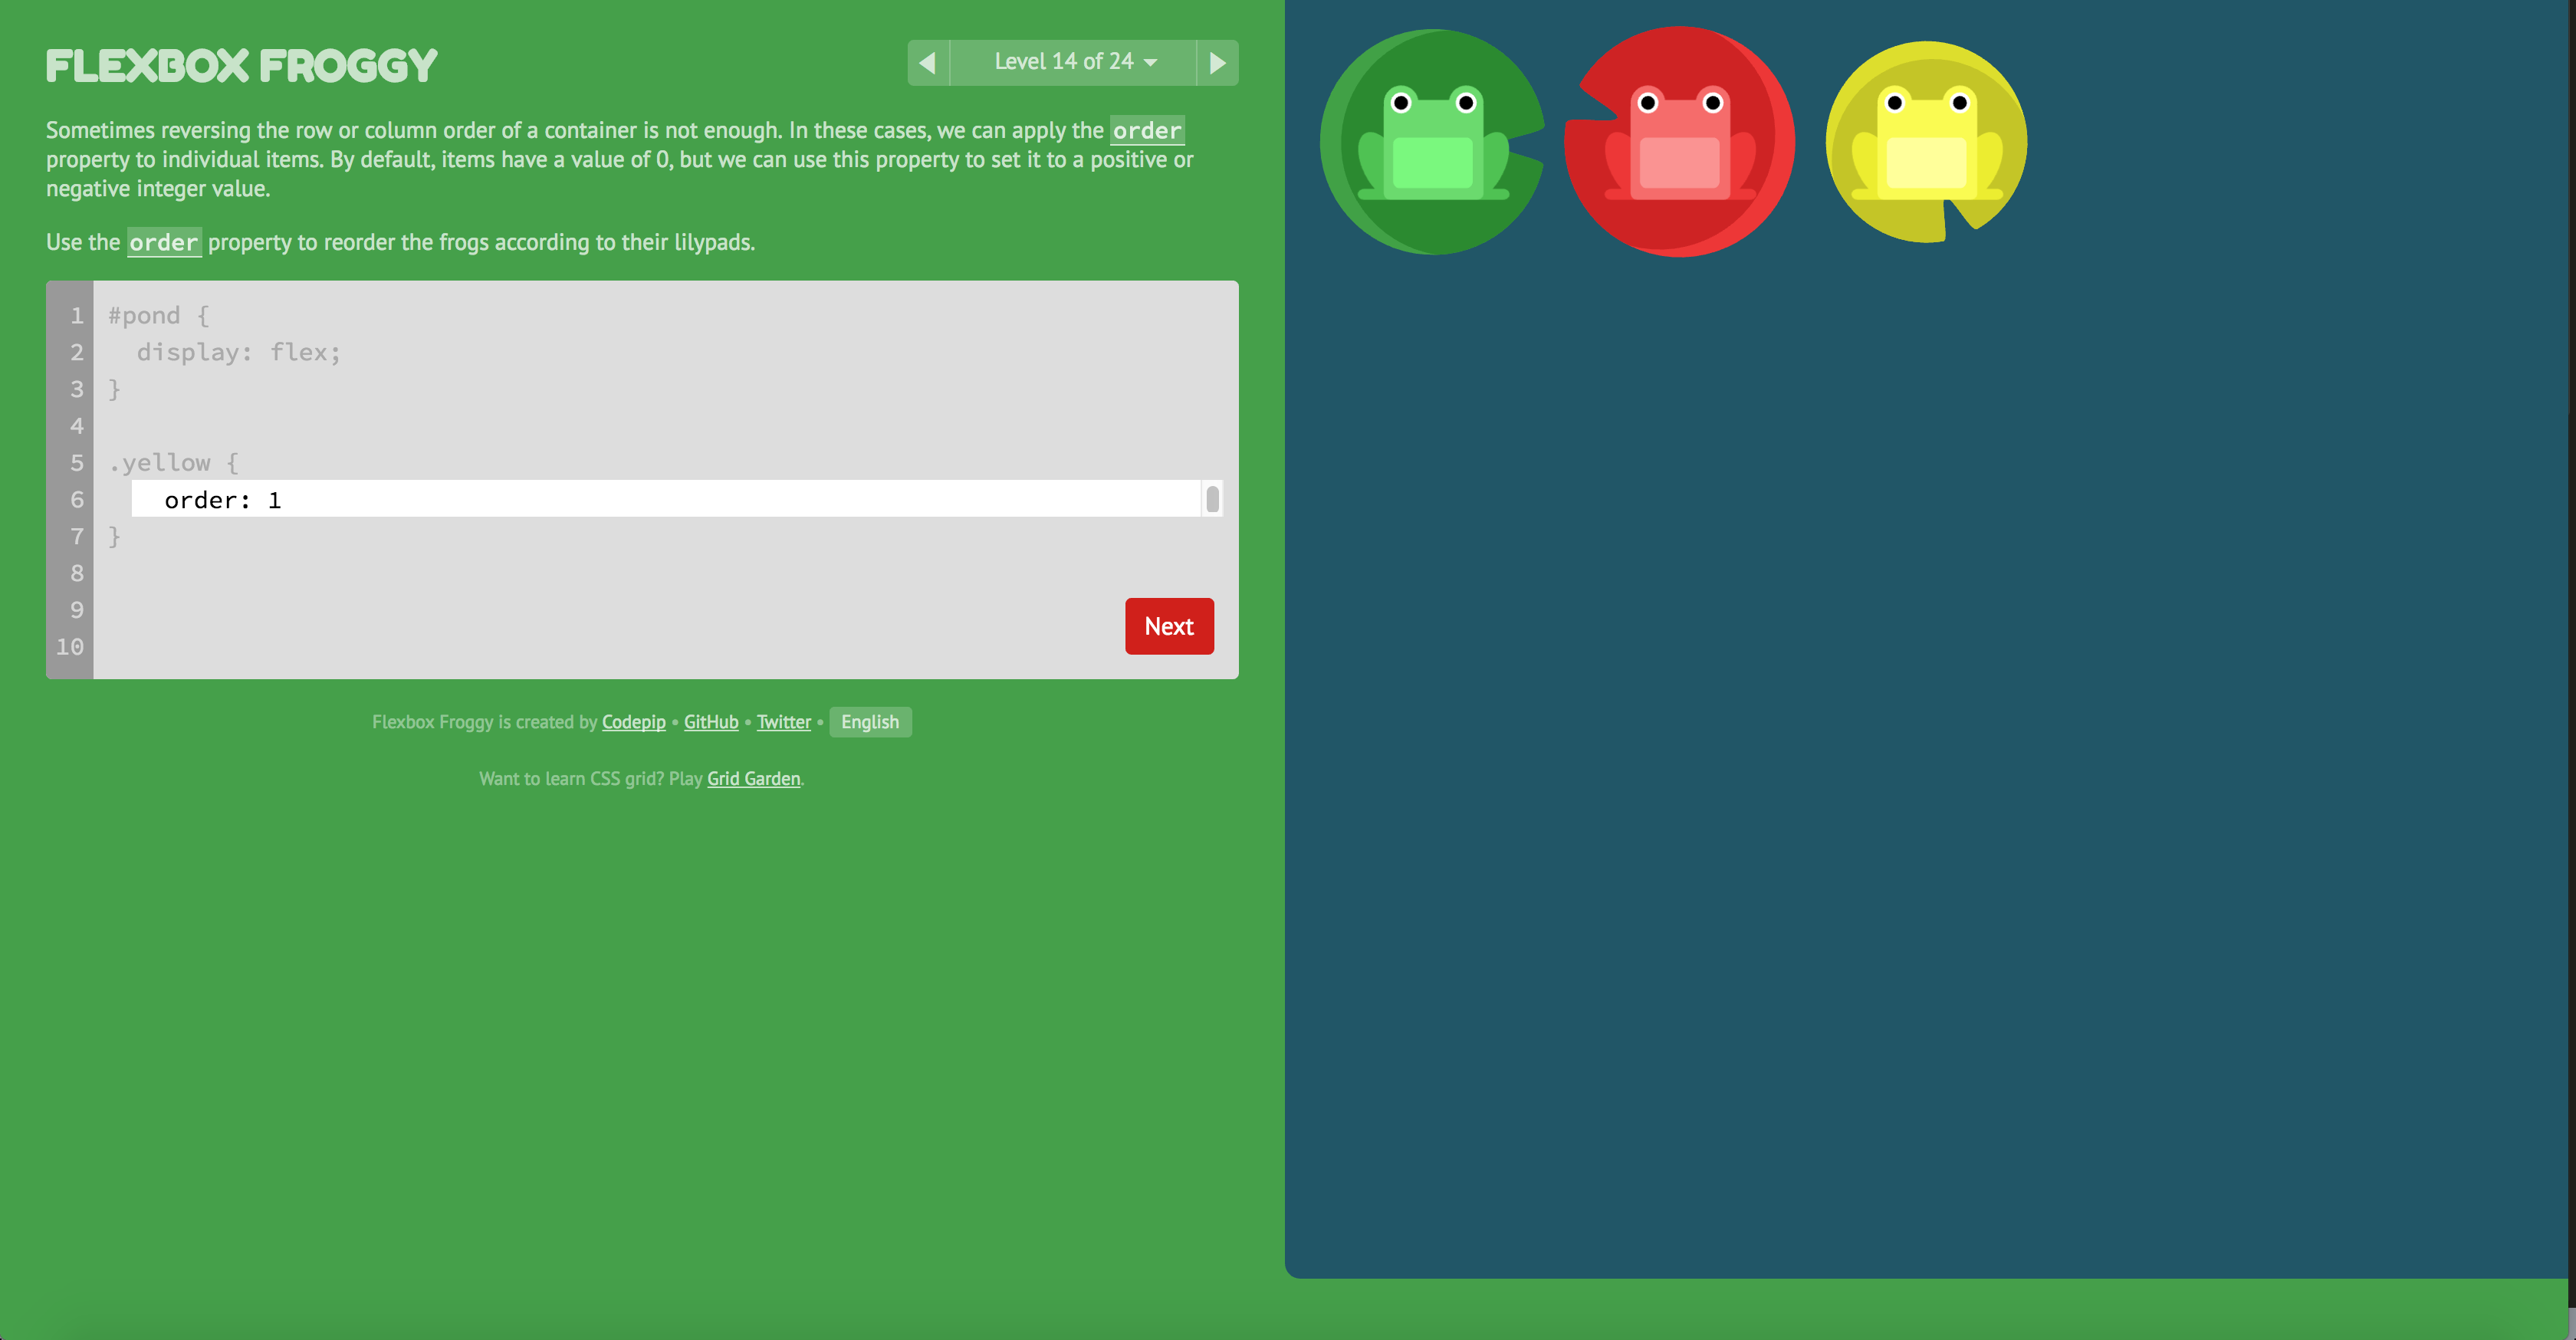 FLEXBOX FROGGY
Level 14 of 24
Sometimes reversing the row or column order of a container is not enough. In these cases, we can apply the order
property to individual items. By default, items have a value of 0, but we can use this property to set it to a positive or
negative integer value.
Use the order property to reorder the frogs according to their lilypads.
1 #pond {
2 display: flex;
3 }
4
5 .yellow {
6 order: 1
7 }
8
9
10
Next
Flexbox Froggy is created by Codepip • GitHub • Twitter • English
Want to learn CSS grid? Play Grid Garden.